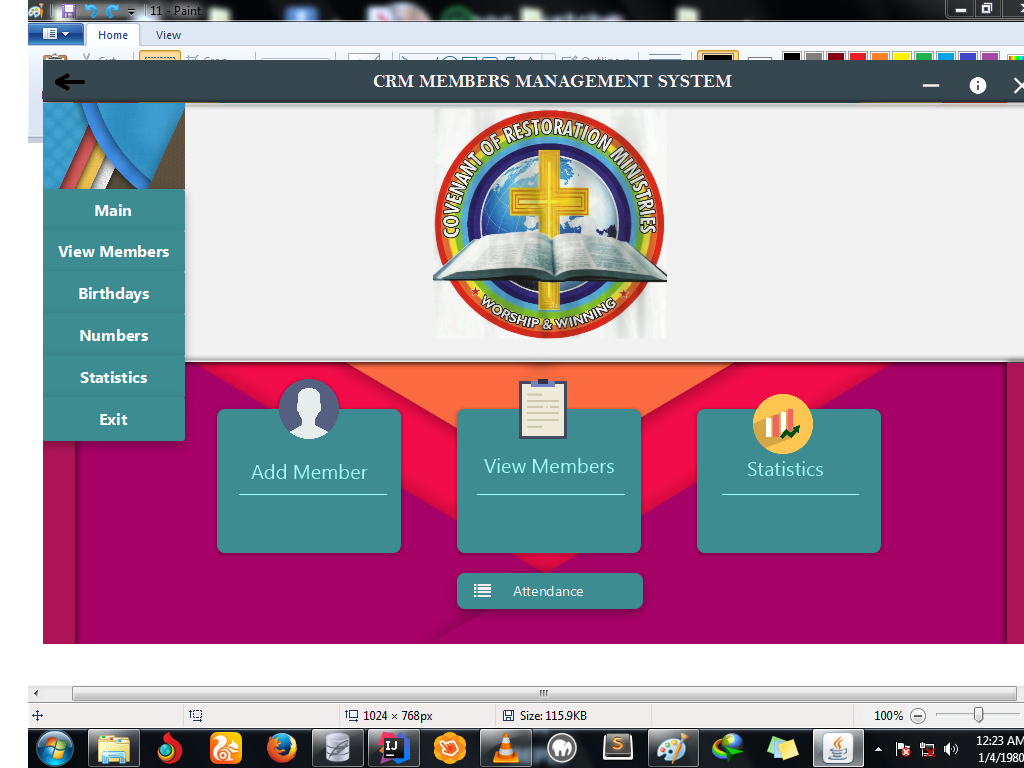 11 - Paint
Home View
Cut Crop
CRM MEMBERS MANAGEMENT SYSTEM
COVENANT OF RESTORATION MINISTRIES
WORSHIP & WINNING
Main
View Members
Birthdays
Numbers
Statistics
Exit
Add Member
View Members
Statistics
Attendance
1024 × 768px Size: 115.9KB 100%
12:23 AM
1/4/1980